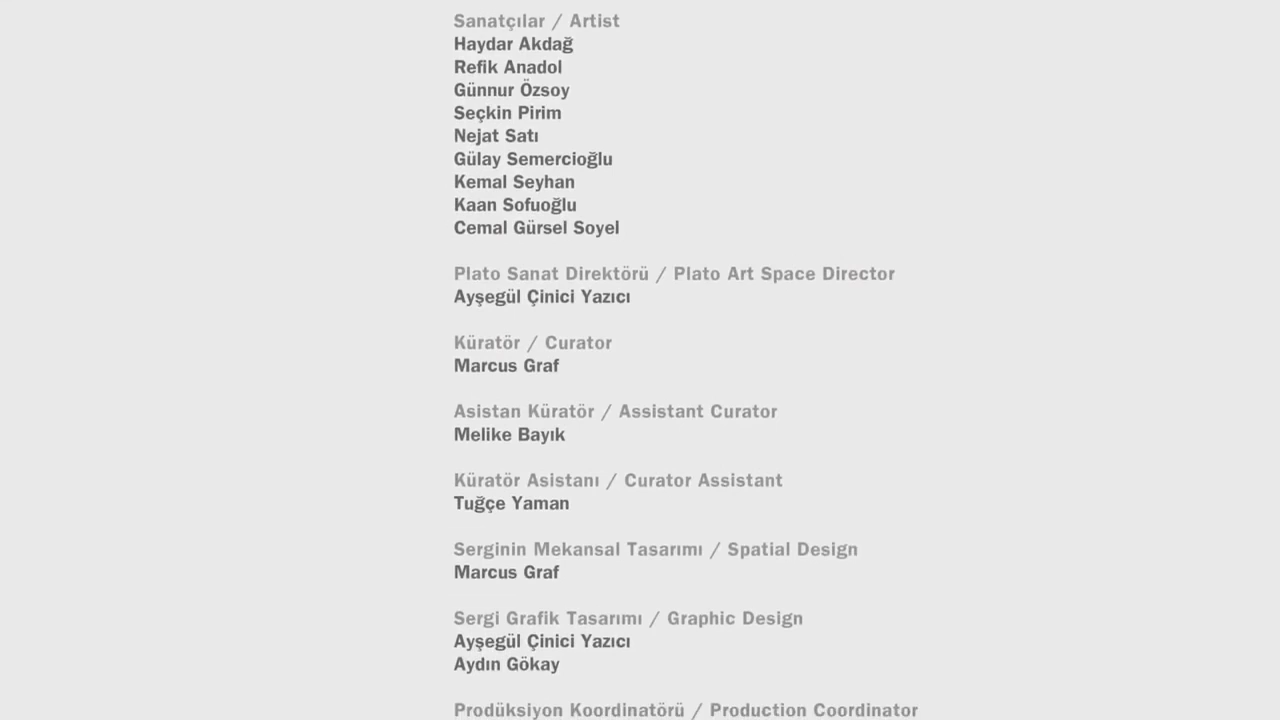 Sanatçılar / Artist
Haydar Akdağ
Refik Anadol
Günnur Özsoy
Seçkin Pirim
Nejat Satı
Gülay Semercioğlu
Kemal Seyhan
Kaan Sofuoğlu
Cemal Gürsel Soyel
Plato Sanat Direktörü / Plato Art Space Director
Ayşegül Çinici Yazıcı
Küratör / Curator
Marcus Graf
Asistan Küratör / Assistant Curator
Melike Bayık
Küratör Asistanı / Curator Assistant
Tuğçe Yaman
Serginin Mekansal Tasarımı / Spatial Design
Marcus Graf
Sergi Grafik Tasarımı / Graphic Design
Ayşegül Çinici Yazıcı
Aydın Gökay
Prodüksiyon Koordinatörü / Production Coordinator